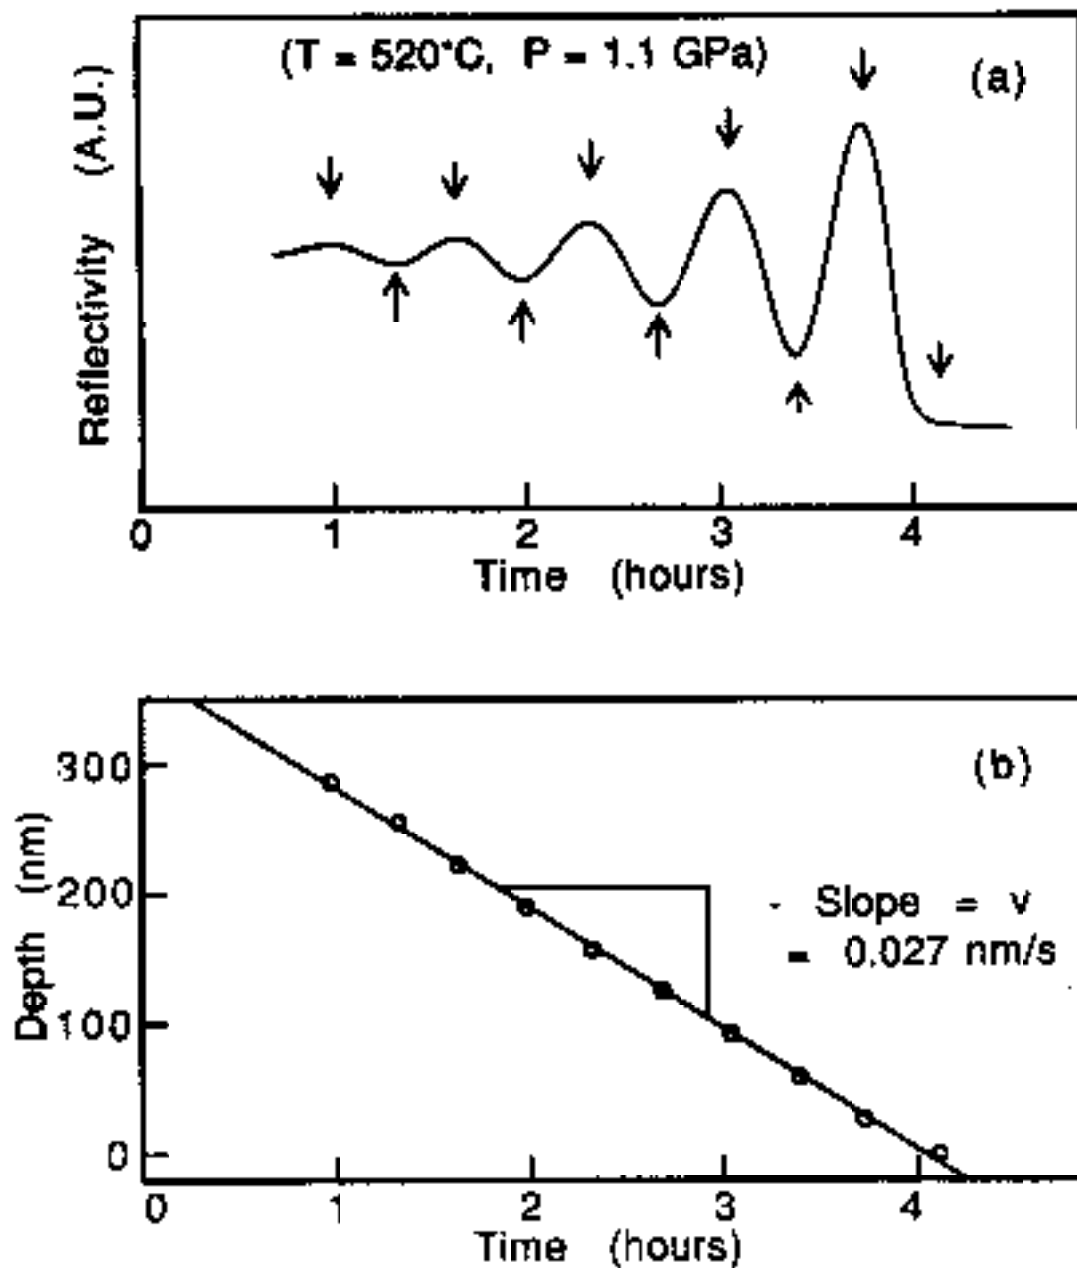 (T = 520°C, P = 1.1 GPa)
(a)
Reflectivity (A.U.)
0 1 2 3 4
Time (hours)
(b)
300
200
100
0
Depth (nm)
- Slope = v
= 0.027 nm/s
0 1 2 3 4
Time (hours)